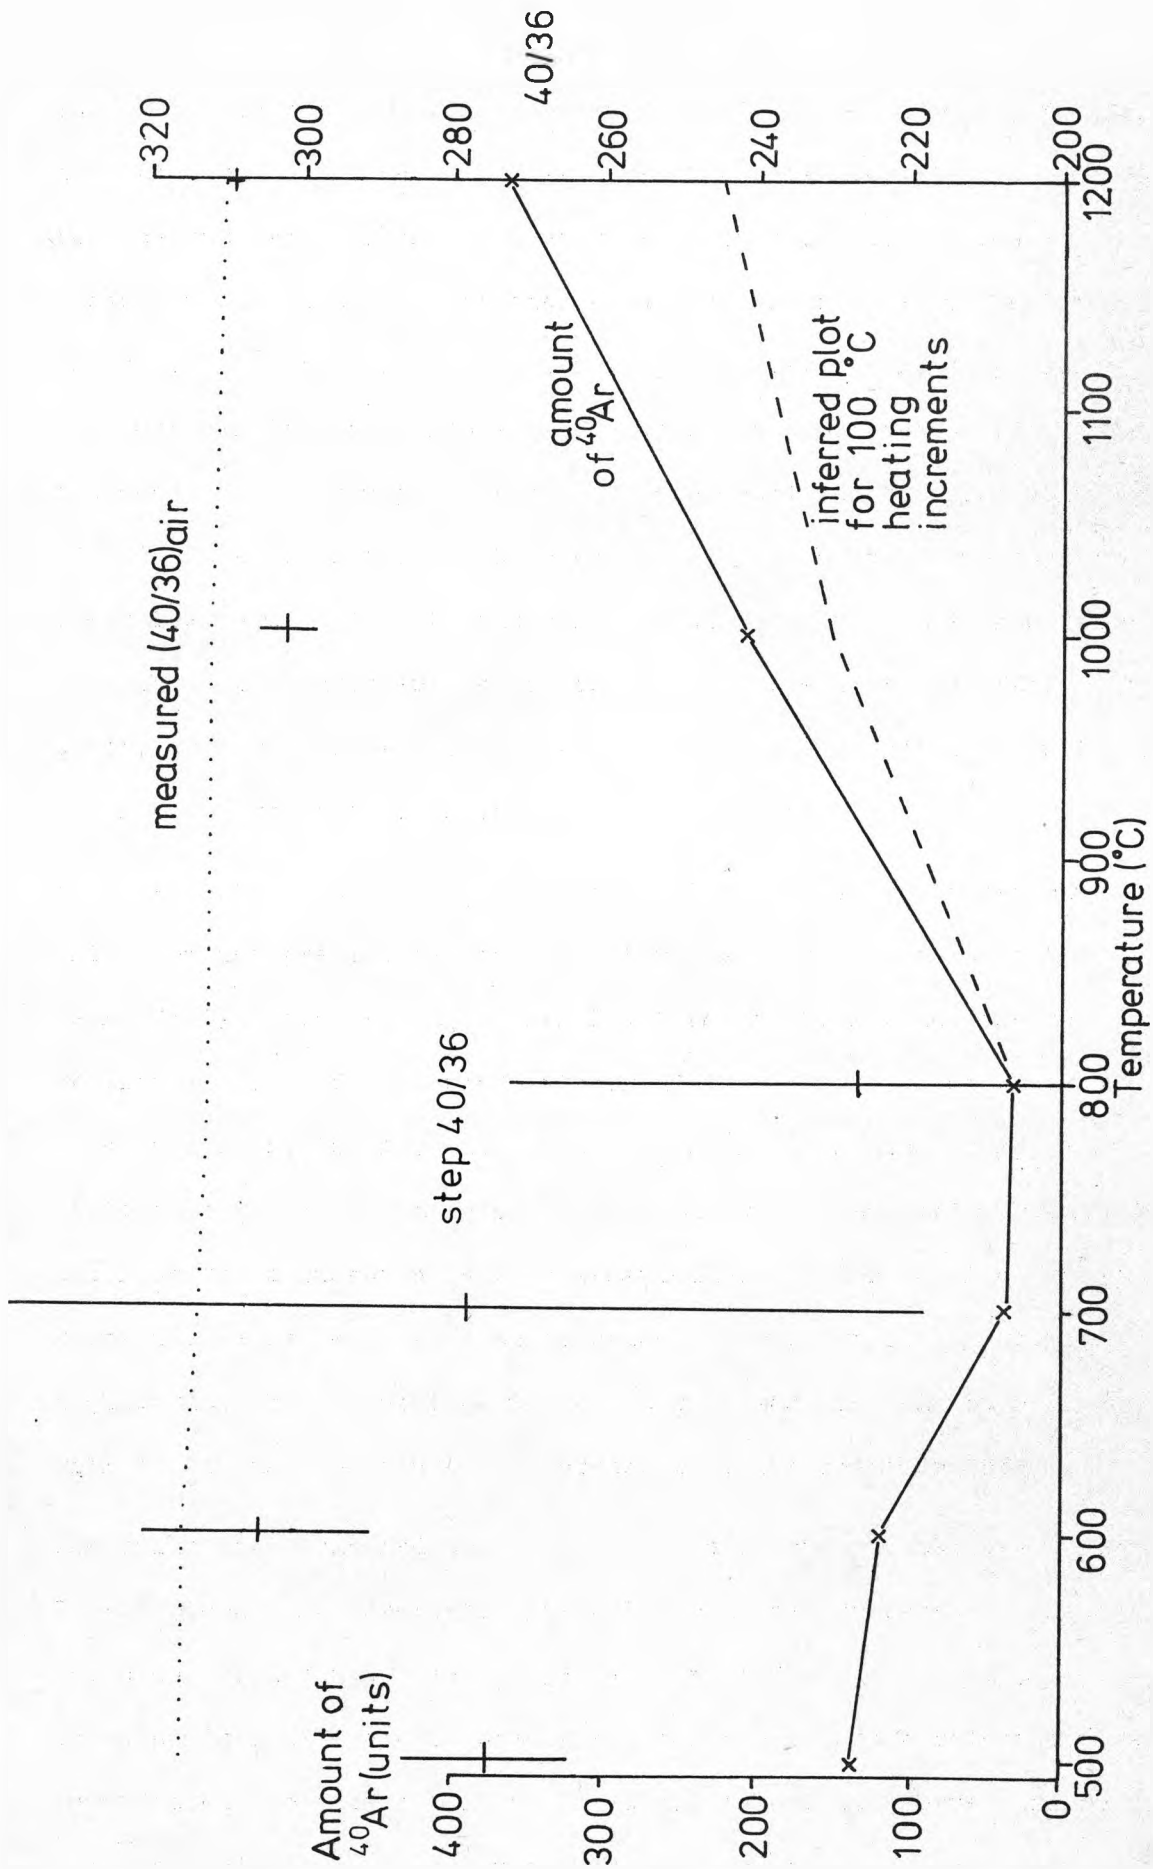 Amount of
⁴⁰Ar (units)
400
300
200
100
0
measured (40/36)air
step 40/36
amount
of ⁴⁰Ar
inferred plot
for 100 °C
heating
increments
40/36
320
300
280
260
240
220
200
500
600
700
800
900
1000
1100
1200
Temperature (°C)